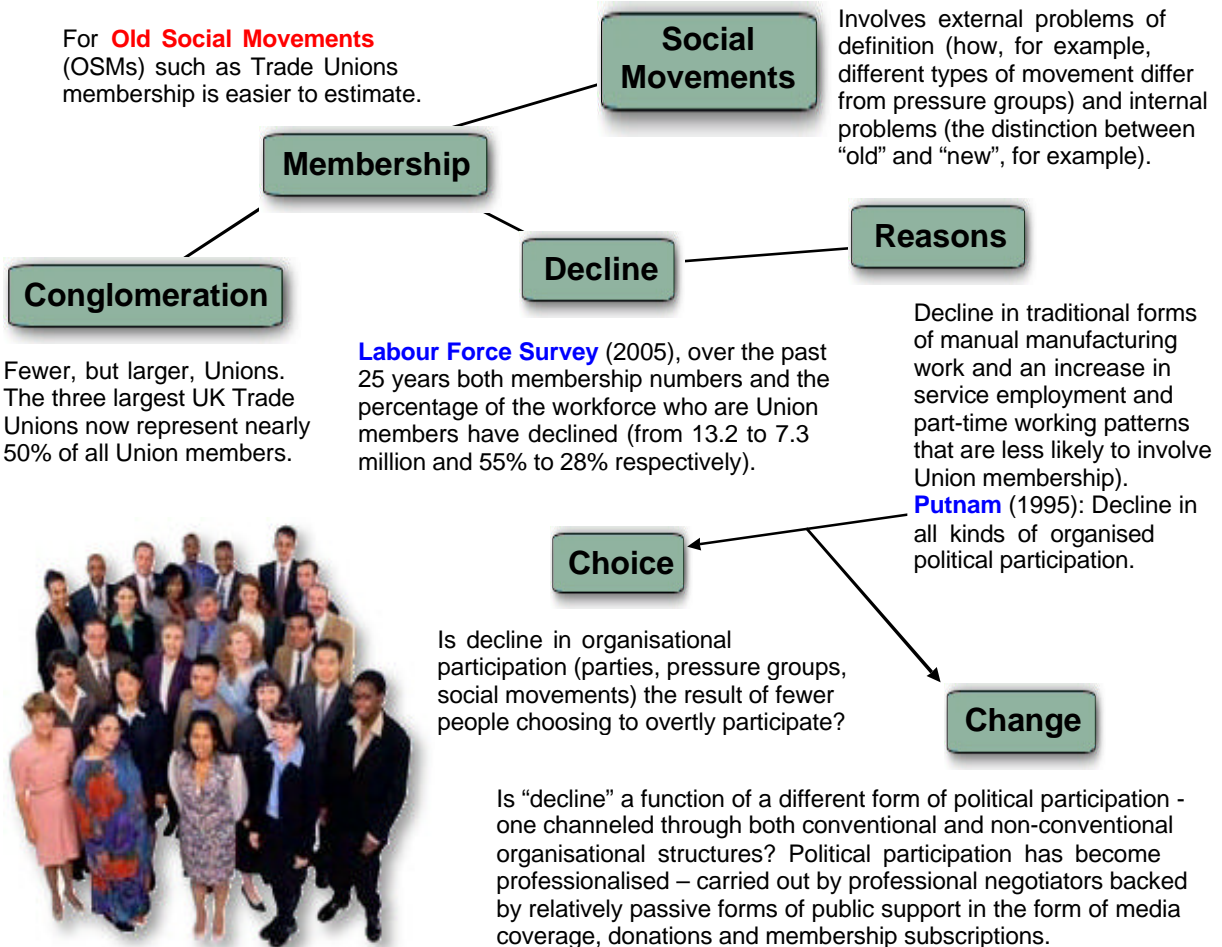 For Old Social Movements
(OSMs) such as Trade Unions
membership is easier to estimate.
Social
Movements
Involves external problems of
definition (how, for example,
different types of movement differ
from pressure groups) and internal
problems (the distinction between
“old” and “new”, for example).
Membership
Conglomeration
Fewer, but larger, Unions.
The three largest UK Trade
Unions now represent nearly
50% of all Union members.
Decline
Labour Force Survey (2005), over the past
25 years both membership numbers and the
percentage of the workforce who are Union
members have declined (from 13.2 to 7.3
million and 55% to 28% respectively).
Reasons
Decline in traditional forms
of manual manufacturing
work and an increase in
service employment and
part-time working patterns
that are less likely to involve
Union membership).
Putnam (1995): Decline in
all kinds of organised
political participation.
Choice
Is decline in organisational
participation (parties, pressure groups,
social movements) the result of fewer
people choosing to overtly participate?
Change
Is “decline” a function of a different form of political participation -
one channeled through both conventional and non-conventional
organisational structures? Political participation has become
professionalised – carried out by professional negotiators backed
by relatively passive forms of public support in the form of media
coverage, donations and membership subscriptions.